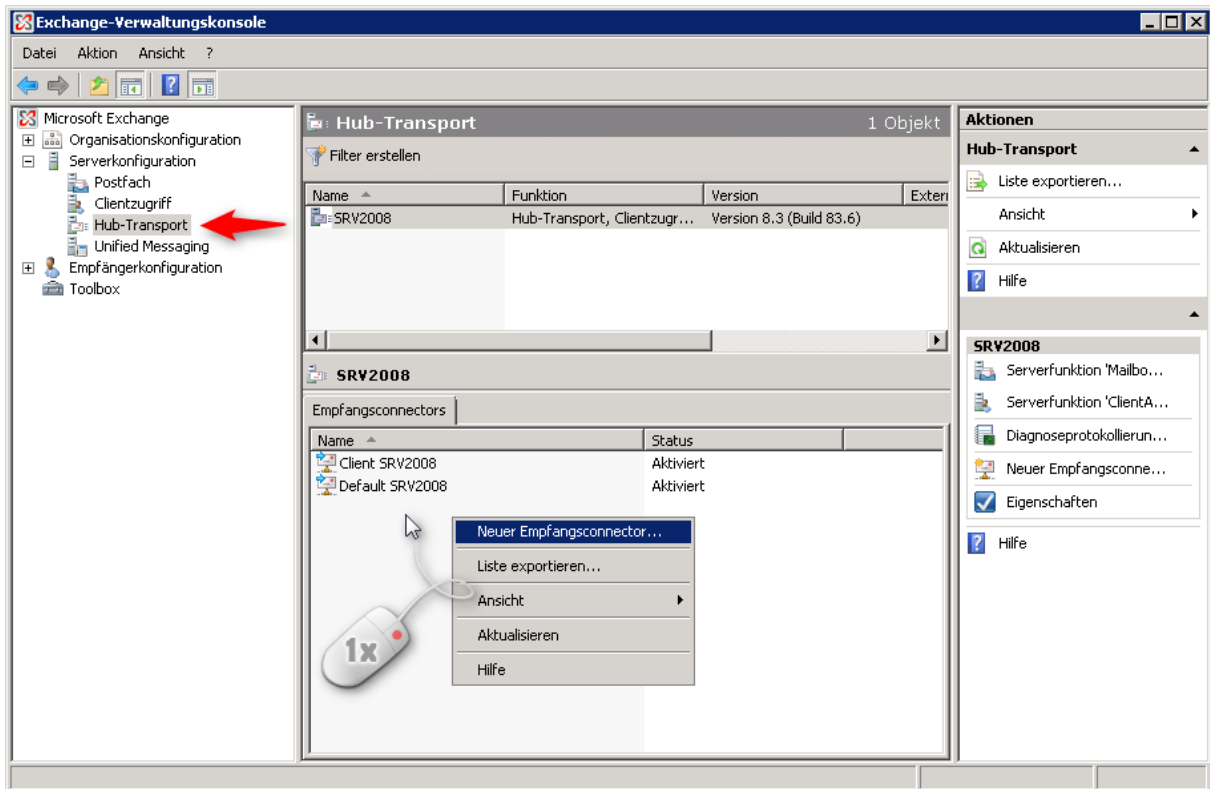 Exchange-Verwaltungskonsole
Datei Aktion Ansicht ?
Microsoft Exchange
Organisationskonfiguration
Serverkonfiguration
Postfach
Clientzugriff
Hub-Transport
Unified Messaging
Empfängerkonfiguration
Toolbox
Hub-Transport 1 Objekt
Filter erstellen
Name Funktion Version Extern
SRV2008 Hub-Transport, Clientzugr... Version 8.3 (Build 83.6)
SRV2008
Empfangsconnectors
Name Status
Client SRV2008 Aktiviert
Default SRV2008 Aktiviert
Neuer Empfangsconnector...
Liste exportieren...
Ansicht
Aktualisieren
Hilfe
1x
Aktionen
Hub-Transport
Liste exportieren...
Ansicht
Aktualisieren
Hilfe
SRV2008
Serverfunktion 'Mailbo...
Serverfunktion 'ClientA...
Diagnoseprotokollierun...
Neuer Empfangsconne...
Eigenschaften
Hilfe